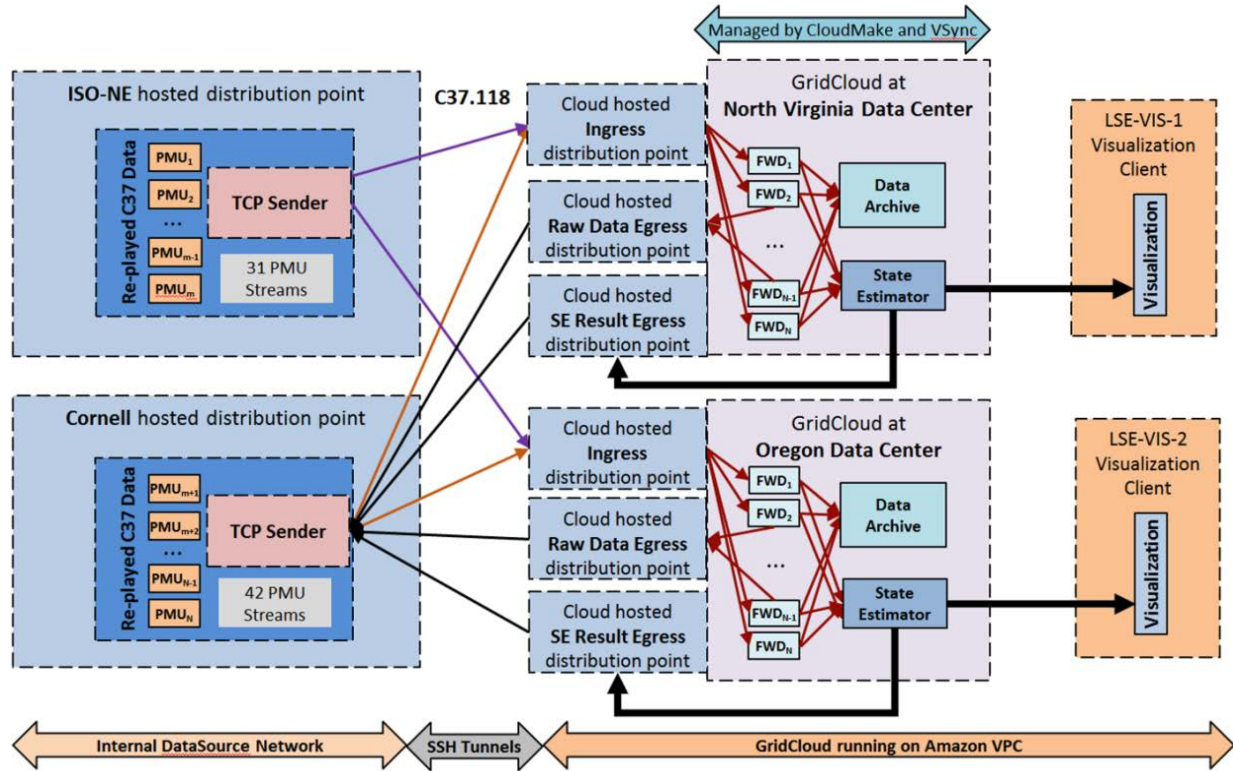 Managed by CloudMake and VSync
ISO-NE hosted distribution point
Re-played C37 Data
PMU1
PMU2
...
PMUm-1
PMUm
TCP Sender
31 PMU
Streams
C37.118
Cloud hosted
Ingress
distribution point
Cloud hosted
Raw Data Egress
distribution point
Cloud hosted
SE Result Egress
distribution point
GridCloud at
North Virginia Data Center
FWD1
FWD2
...
FWDN-1
FWDN
Data
Archive
State
Estimator
LSE-VIS-1
Visualization
Client
Visualization
Cornell hosted distribution point
Re-played C37 Data
PMUm+1
PMUm+2
...
PMUN-1
PMUN
TCP Sender
42 PMU
Streams
Cloud hosted
Ingress
distribution point
Cloud hosted
Raw Data Egress
distribution point
Cloud hosted
SE Result Egress
distribution point
GridCloud at
Oregon Data Center
FWD1
FWD2
...
FWDN-1
FWDN
Data
Archive
State
Estimator
LSE-VIS-2
Visualization
Client
Visualization
Internal DataSource Network
SSH Tunnels
GridCloud running on Amazon VPC